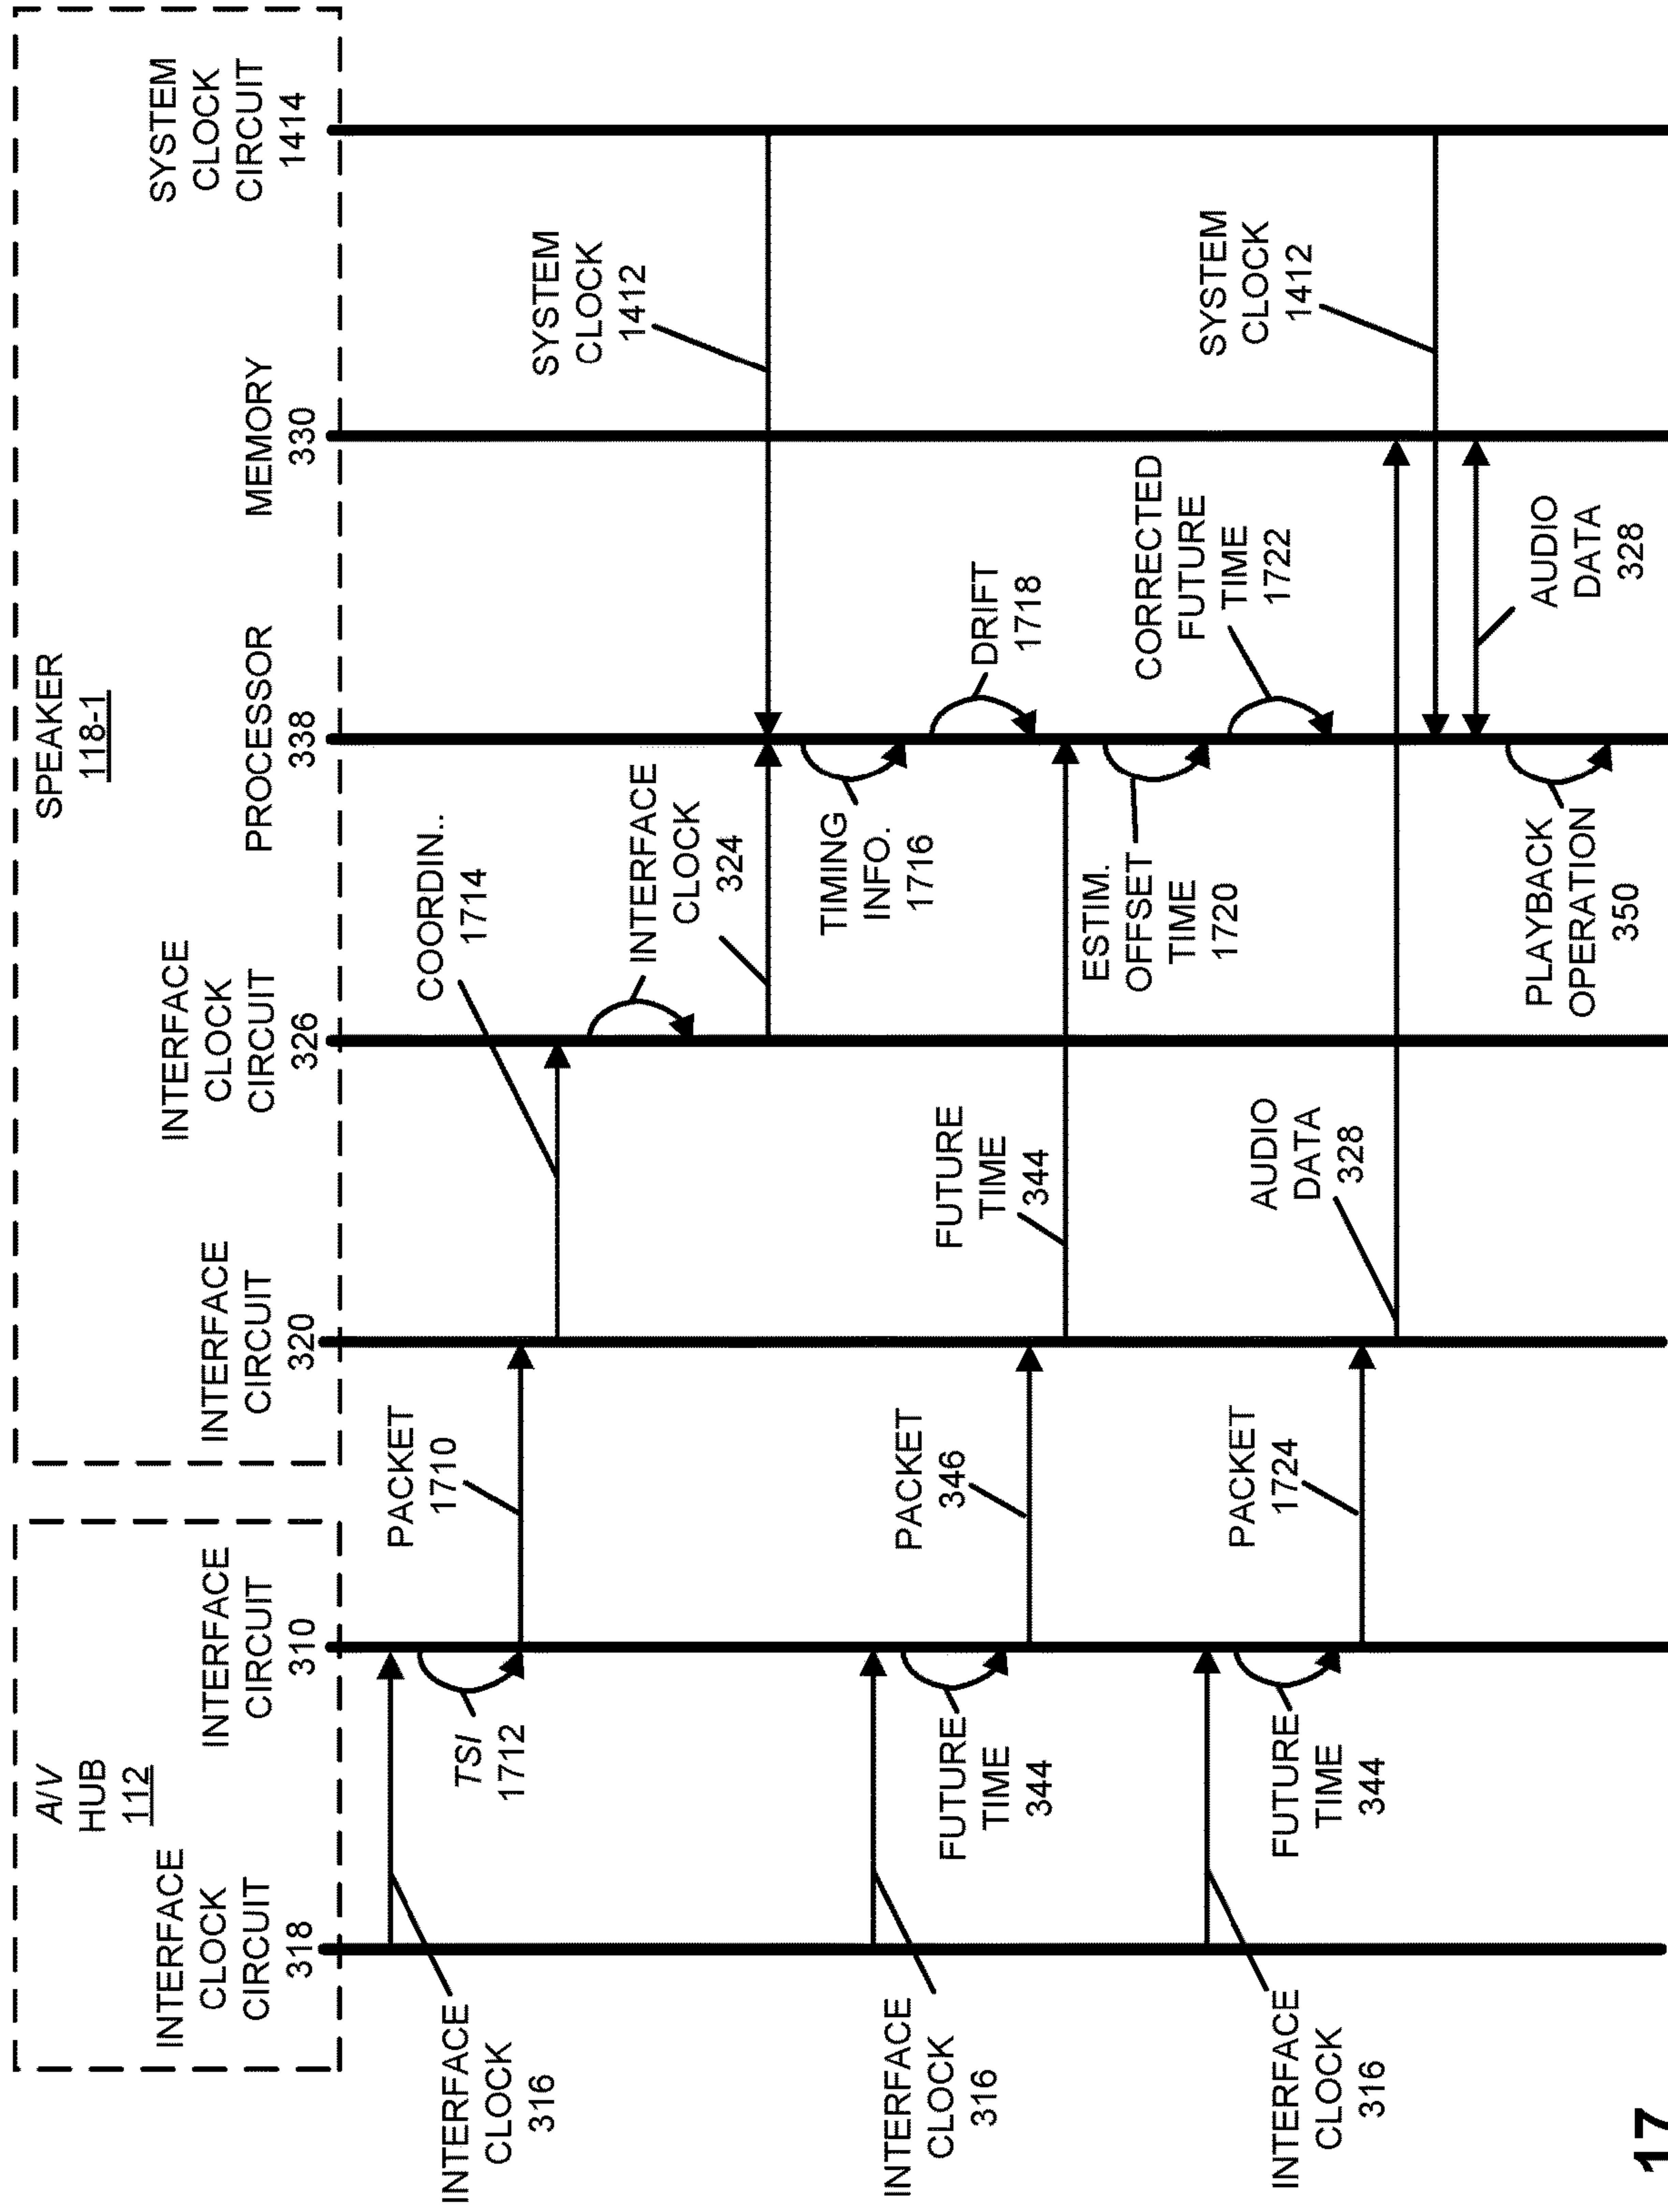 A/V
HUB
112
INTERFACE
CLOCK
CIRCUIT
318
INTERFACE
CIRCUIT
310
SPEAKER
118-1
INTERFACE
CIRCUIT
320
INTERFACE
CLOCK
CIRCUIT
326
PROCESSOR
338
MEMORY
330
SYSTEM
CLOCK
CIRCUIT
1414
INTERFACE
CLOCK
316
TSI
1712
PACKET
1710
COORDIN..
1714
INTERFACE
CLOCK
324
SYSTEM
CLOCK
1412
TIMING
INFO.
1716
DRIFT
1718
INTERFACE
CLOCK
316
FUTURE
TIME
344
PACKET
346
FUTURE
TIME
344
ESTIM.
OFFSET
TIME
1720
CORRECTED
FUTURE
TIME
1722
INTERFACE
CLOCK
316
FUTURE
TIME
344
PACKET
1724
AUDIO
DATA
328
SYSTEM
CLOCK
1412
AUDIO
DATA
328
PLAYBACK
OPERATION
350
17